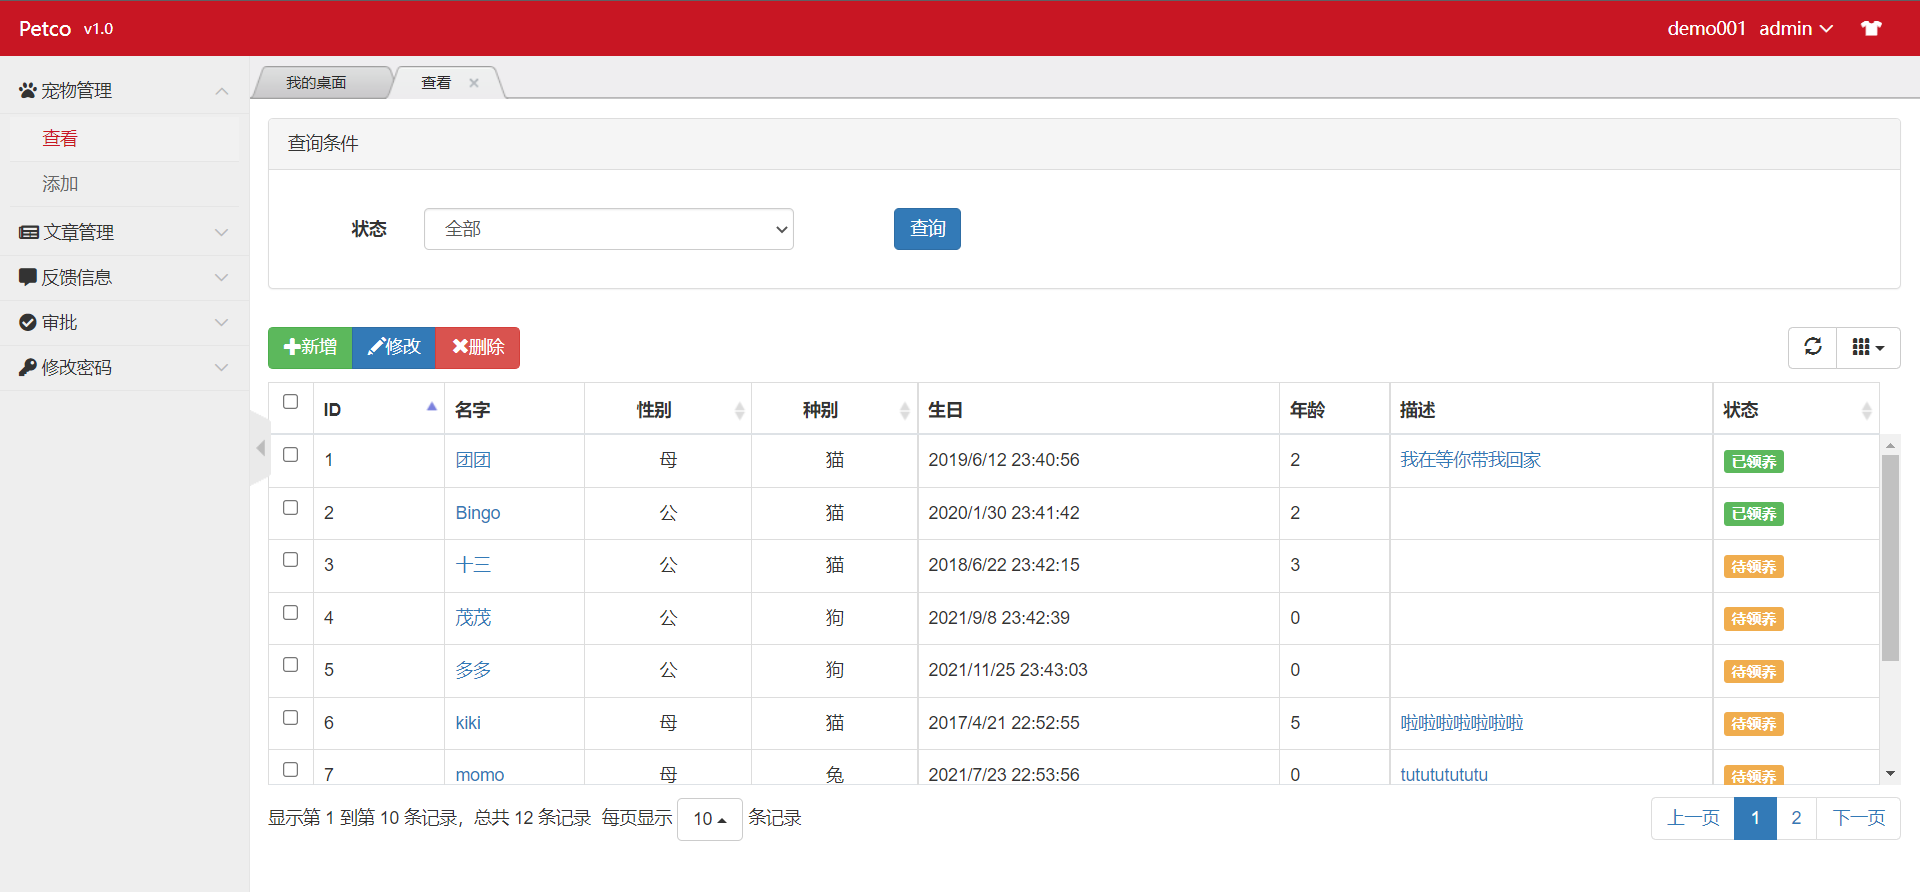 Petco v1.0
demo001 admin
宠物管理
查看
添加
文章管理
反馈信息
审批
修改密码
我的桌面 查看
查询条件
状态 全部 查询
新增 修改 删除
ID 名字 性别 种别 生日 年龄 描述 状态
1 团团 母 猫 2019/6/12 23:40:56 2 我在等你带我回家 已领养
2 Bingo 公 猫 2020/1/30 23:41:42 2 已领养
3 十三 公 猫 2018/6/22 23:42:15 3 待领养
4 茂茂 公 狗 2021/9/8 23:42:39 0 待领养
5 多多 公 狗 2021/11/25 23:43:03 0 待领养
6 kiki 母 猫 2017/4/21 22:52:55 5 啦啦啦啦啦啦啦 待领养
7 momo 母 兔 2021/7/23 22:53:56 0 tutututututu 待领养
显示第 1 到第 10 条记录，总共 12 条记录 每页显示 10 条记录
上一页 1 2 下一页